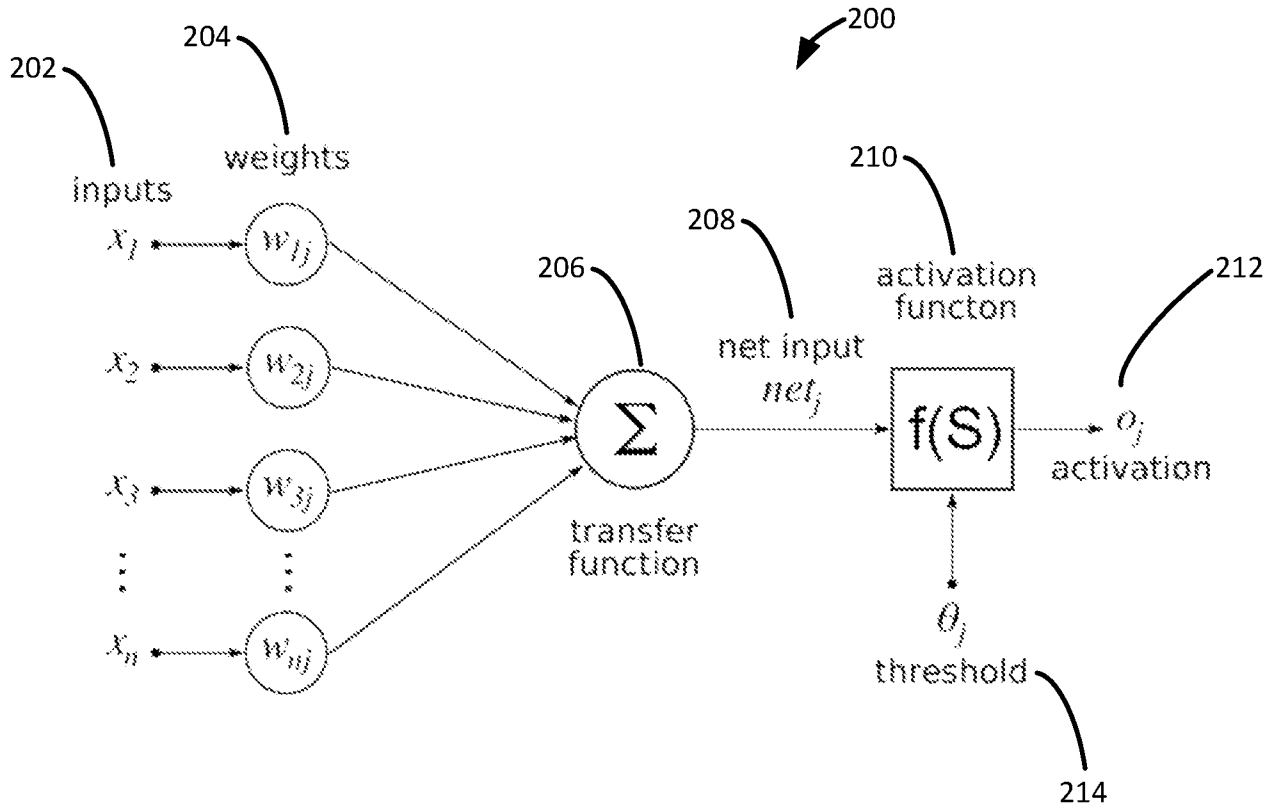 200
204
202
weights
inputs
210
208
206
212
activation
functon
x1
w1j
x2
w2j
net input
netj
Σ
f(S)
oj
activation
x3
w3j
transfer
function
xn
wnj
θj
threshold
214